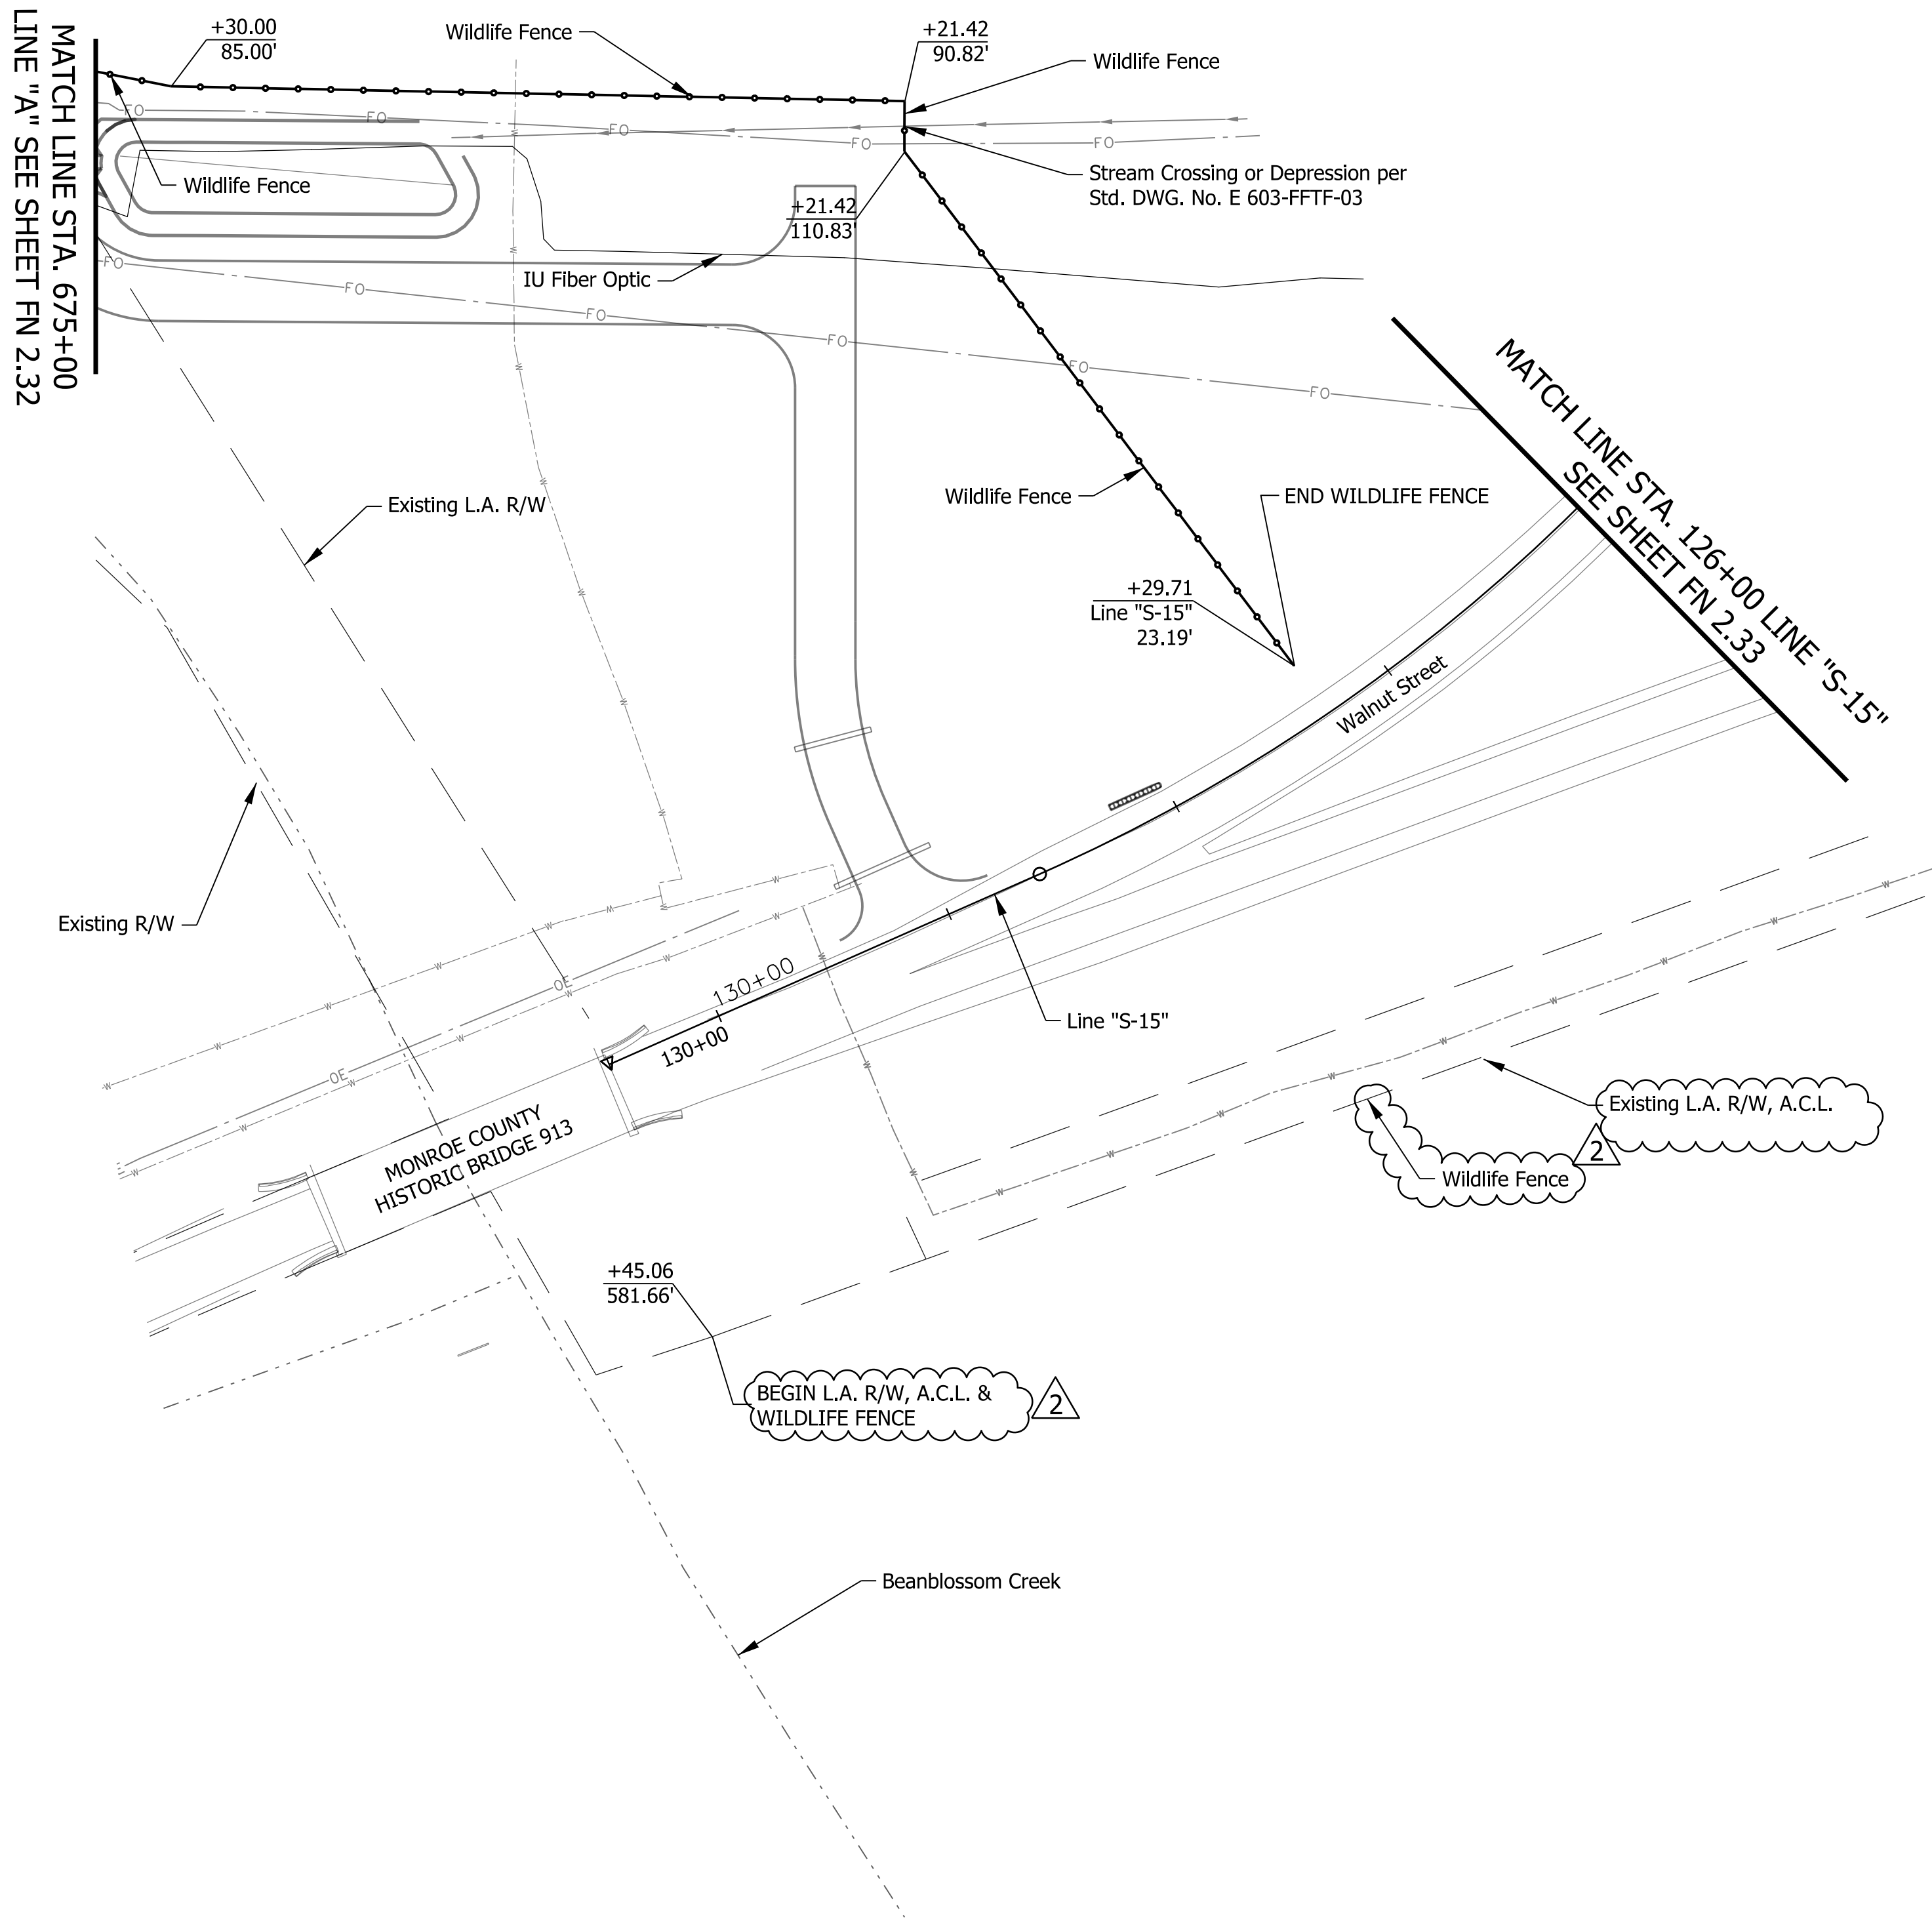 MATCH LINE STA. 675+00
LINE "A" SEE SHEET FN 2.32
+30.00
85.00'
Wildlife Fence
+21.42
90.82'
Wildlife Fence
FO
FO
FO
FO
FO
Wildlife Fence
Stream Crossing or Depression per
Std. DWG. No. E 603-FFTF-03
+21.42
110.83'
IU Fiber Optic
FO
FO
FO
FO
FO
FO
MATCH LINE STA. 126+00 LINE "S-15"
SEE SHEET FN 2.33
Existing L.A. R/W
Wildlife Fence
END WILDLIFE FENCE
+29.71
Line "S-15"
23.19'
Walnut Street
Existing R/W
OE
OE
130+00
130+00
Line "S-15"
MONROE COUNTY
HISTORIC BRIDGE 913
Existing L.A. R/W, A.C.L.
2
Wildlife Fence
+45.06
581.66'
BEGIN L.A. R/W, A.C.L. &
WILDLIFE FENCE
2
Beanblossom Creek